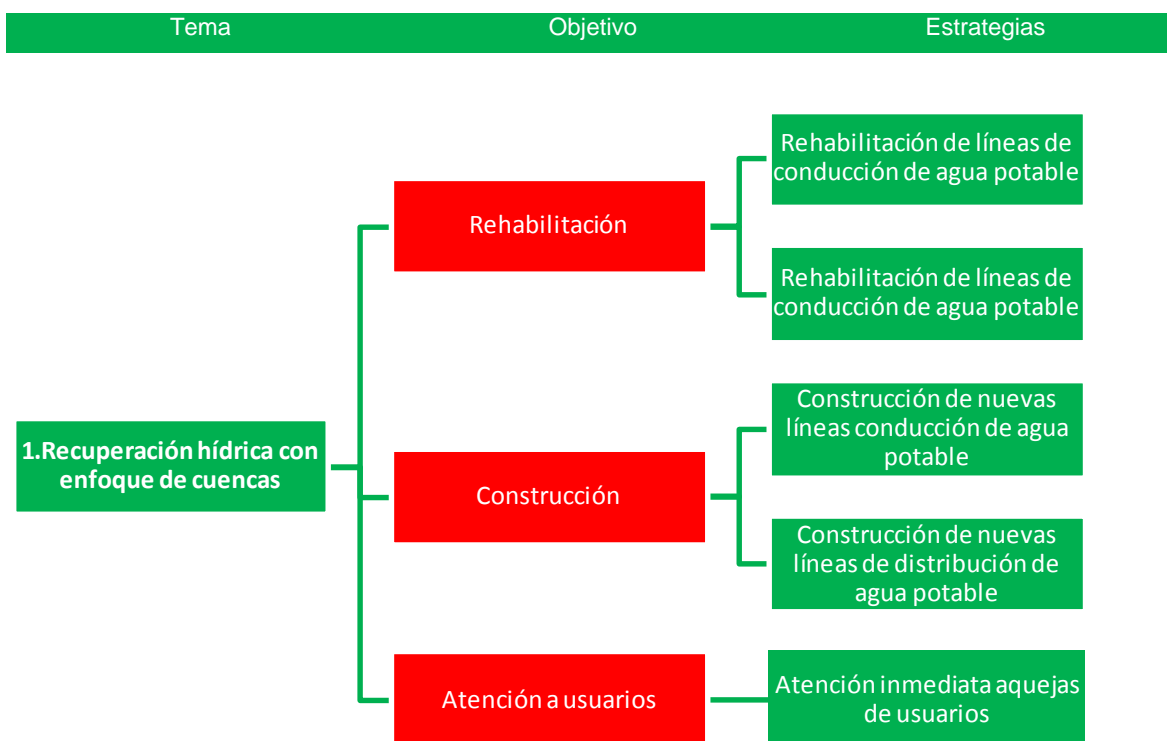 Tema Objetivo Estrategias
Rehabilitación de líneas de
conducción de agua potable
Rehabilitación
Rehabilitación de líneas de
conducción de agua potable
Construcción de nuevas
líneas conducción de agua
potable
1.Recuperación hídrica con
enfoque de cuencas
Construcción
Construcción de nuevas
líneas de distribución de
agua potable
Atención a usuarios
Atención inmediata aquejas
de usuarios